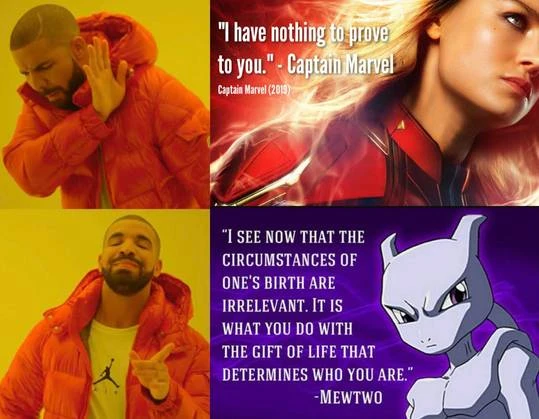 "I have nothing to prove
to you." - Captain Marvel
Captain Marvel (2019)
"I SEE NOW THAT THE
CIRCUMSTANCES OF
ONE'S BIRTH ARE
IRRELEVANT. IT IS
WHAT YOU DO WITH
THE GIFT OF LIFE THAT
DETERMINES WHO YOU ARE."
-MEWTWO